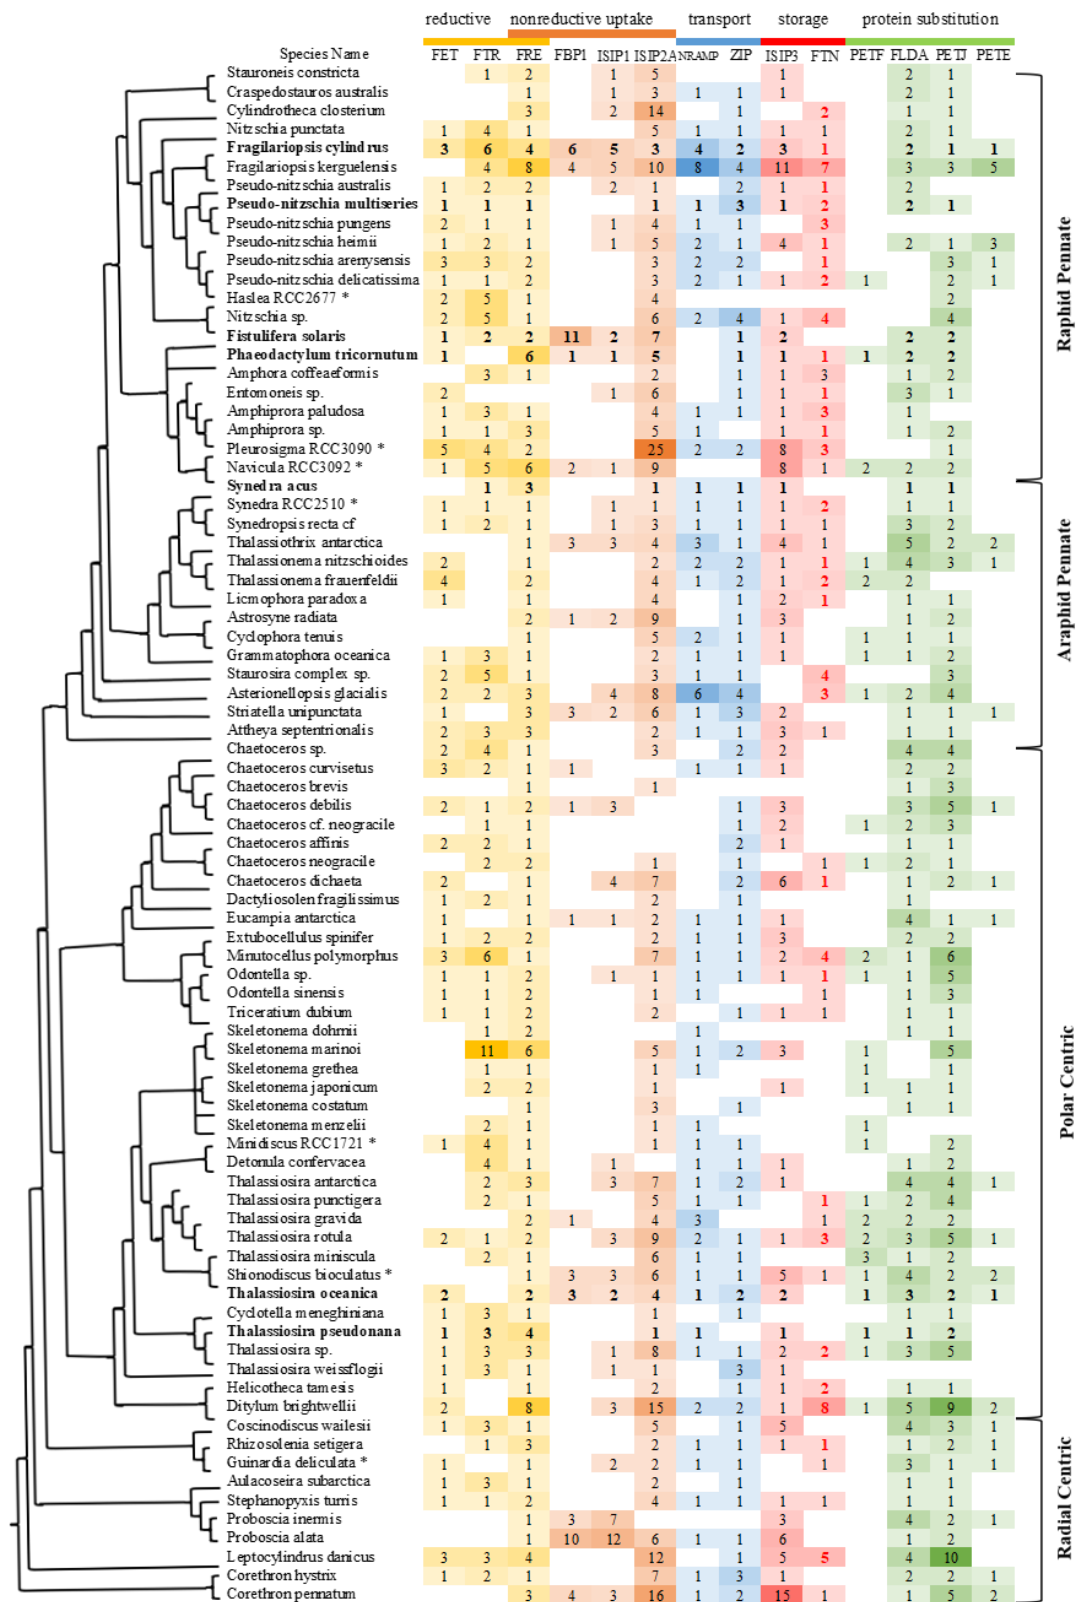 reductive nonreductive uptake transport storage protein substitution
Species Name FET FTR FRE FBP1 ISIP1 ISIP2A NRAMP ZIP ISIP3 FTN PETF FLDA PETJ PETE
Stauroneis constricta 1 2 1 5 1 2 1
Craspedostauros australis 1 1 3 1 1 1 2 1
Cylindrotheca closterium 3 2 14 1 2 1 1
Nitzschia punctata 1 4 1 5 1 1 1 1 2 1
Fragilariopsis cylindrus 3 6 4 6 5 3 4 2 3 1 2 1 1
Fragilariopsis kerguelensis 4 8 4 5 10 8 4 11 7 3 3 5
Pseudo-nitzschia australis 1 2 2 2 1 2 1 1 2
Pseudo-nitzschia multiseries 1 1 1 1 1 3 1 2 2 1
Pseudo-nitzschia pungens 2 1 1 1 4 1 1 3
Pseudo-nitzschia heimii 1 2 1 1 5 2 1 4 1 2 1 3
Pseudo-nitzschia arenysensis 3 3 2 3 2 2 1 3 1
Pseudo-nitzschia delicatissima 1 1 2 3 2 1 1 2 1 2 1
Haslea RCC2677 * 2 5 1 4 2
Nitzschia sp. 2 5 1 6 2 4 1 4 4
Fistulifera solaris 1 2 2 11 2 7 1 2 2 2
Phaeodactylum tricornutum 1 6 1 1 5 1 1 1 1 2 2
Amphora coffeaeformis 3 1 2 1 1 3 1 2
Entomoneis sp. 2 1 6 1 1 1 3 1
Amphiprora paludosa 1 3 1 4 1 1 1 3 1
Amphiprora sp. 1 1 3 5 1 1 1 1 2
Pleurosigma RCC3090 * 5 4 2 25 2 2 8 3 1
Navicula RCC3092 * 1 5 6 2 1 9 8 1 2 2 2
Raphid Pennate
Synedra acus 1 3 1 1 1 1 1 1
Synedra RCC2510 * 1 1 1 1 1 1 1 1 2 1 1
Synedropsis recta cf 1 2 1 1 3 1 1 1 1 3 2
Thalassiothrix antarctica 1 3 3 4 3 1 4 1 5 2 2
Thalassionema nitzschioides 2 1 2 2 2 1 1 1 4 3 1
Thalassionema frauenfeldii 4 2 4 1 2 1 2 2 2
Licmophora paradoxa 1 1 4 1 2 1 1 1
Astrosyne radiata 2 1 2 9 1 3 1 2
Cyclophora tenuis 1 5 2 1 1 1 1 1
Grammatophora oceanica 1 3 1 2 1 1 1 1 1 2
Staurosira complex sp. 2 5 1 3 1 1 4 3
Asterionellopsis glacialis 2 2 3 4 8 6 4 3 1 2 4
Striatella unipunctata 1 3 3 2 6 1 3 2 1 1 1
Attheya septentrionalis 2 3 3 2 1 1 3 1 1 1
Araphid Pennate
Chaetoceros sp. 2 4 1 3 2 2 4 4
Chaetoceros curvisetus 3 2 1 1 1 1 1 2 2
Chaetoceros brevis 1 1 1 3
Chaetoceros debilis 2 1 2 1 3 1 3 3 5 1
Chaetoceros cf. neogracile 1 1 1 2 1 2 3
Chaetoceros affinis 2 2 1 2 1 1 1
Chaetoceros neogracile 2 2 1 1 1 1 2 1
Chaetoceros dichaeta 2 1 4 7 2 6 1 1 2 1
Dactyliosolen fragilissimus 1 2 1 2 1 1
Eucampia antarctica 1 1 1 1 2 1 1 1 4 1 1
Extubocellulus spinifer 1 2 2 2 1 1 3 2 2
Minutocellus polymorphus 3 6 1 7 1 1 2 4 2 1 6
Odontella sp. 1 1 2 1 1 1 1 1 1 1 1 5
Odontella sinensis 1 1 2 1 1 1 1 3
Triceratium dubium 1 1 2 2 1 1 1 1 1
Skeletonema dohrnii 1 2 1 1 1
Skeletonema marinoi 11 6 5 1 2 3 1 5
Skeletonema grethea 1 1 1 1 1 1
Skeletonema japonicum 2 2 1 1 1 1 1
Skeletonema costatum 1 3 1 1 1
Skeletonema menzelii 2 1 1 1 1
Minidiscus RCC1721 * 1 4 1 1 1 1 1 2
Detonula confervacea 4 1 1 1 1 1 1 2
Thalassiosira antarctica 2 3 3 7 1 2 1 4 4 1
Thalassiosira punctigera 2 1 5 1 1 1 1 2 4
Thalassiosira gravida 2 1 4 3 1 2 2 2
Thalassiosira rotula 2 1 2 3 9 2 1 1 3 2 3 5 1
Thalassiosira miniscula 2 1 6 1 1 3 1 2
Shionodiscus bioculatus * 1 3 3 6 1 1 5 1 1 4 2 2
Thalassiosira oceanica 2 2 3 2 4 1 2 2 1 3 2 1
Cyclotella meneghiniana 1 3 1 1 1 1 1
Thalassiosira pseudonana 1 3 4 1 1 1 1 1 2
Thalassiosira sp. 1 3 3 1 8 1 1 2 2 1 3 5
Thalassiosira weissflogii 1 3 1 1 1 3 1
Helicotheca tamesis 1 1 2 1 1 2 1 1
Ditylum brightwellii 2 8 3 15 2 2 1 8 1 5 9 2
Polar Centric
Coscinodiscus wailesii 1 3 1 5 1 5 4 3 1
Rhizosolenia setigera 1 3 2 1 1 1 1 1 2 1
Guinardia deliculata * 1 1 2 2 1 1 1 3 1 1
Aulacoseira subarctica 1 3 1 2 1 1 1
Stephanopyxis turris 1 1 2 4 1 1 1 1 1 1
Proboscia inermis 1 3 7 3 4 2 1
Proboscia alata 1 10 12 6 1 1 6 1 2
Leptocylindrus danicus 3 3 4 12 1 5 5 4 10
Corethron hystrix 1 2 1 7 1 3 1 2 2 1
Corethron pennatum 3 4 3 16 1 2 15 1 1 5 2
Radial Centric